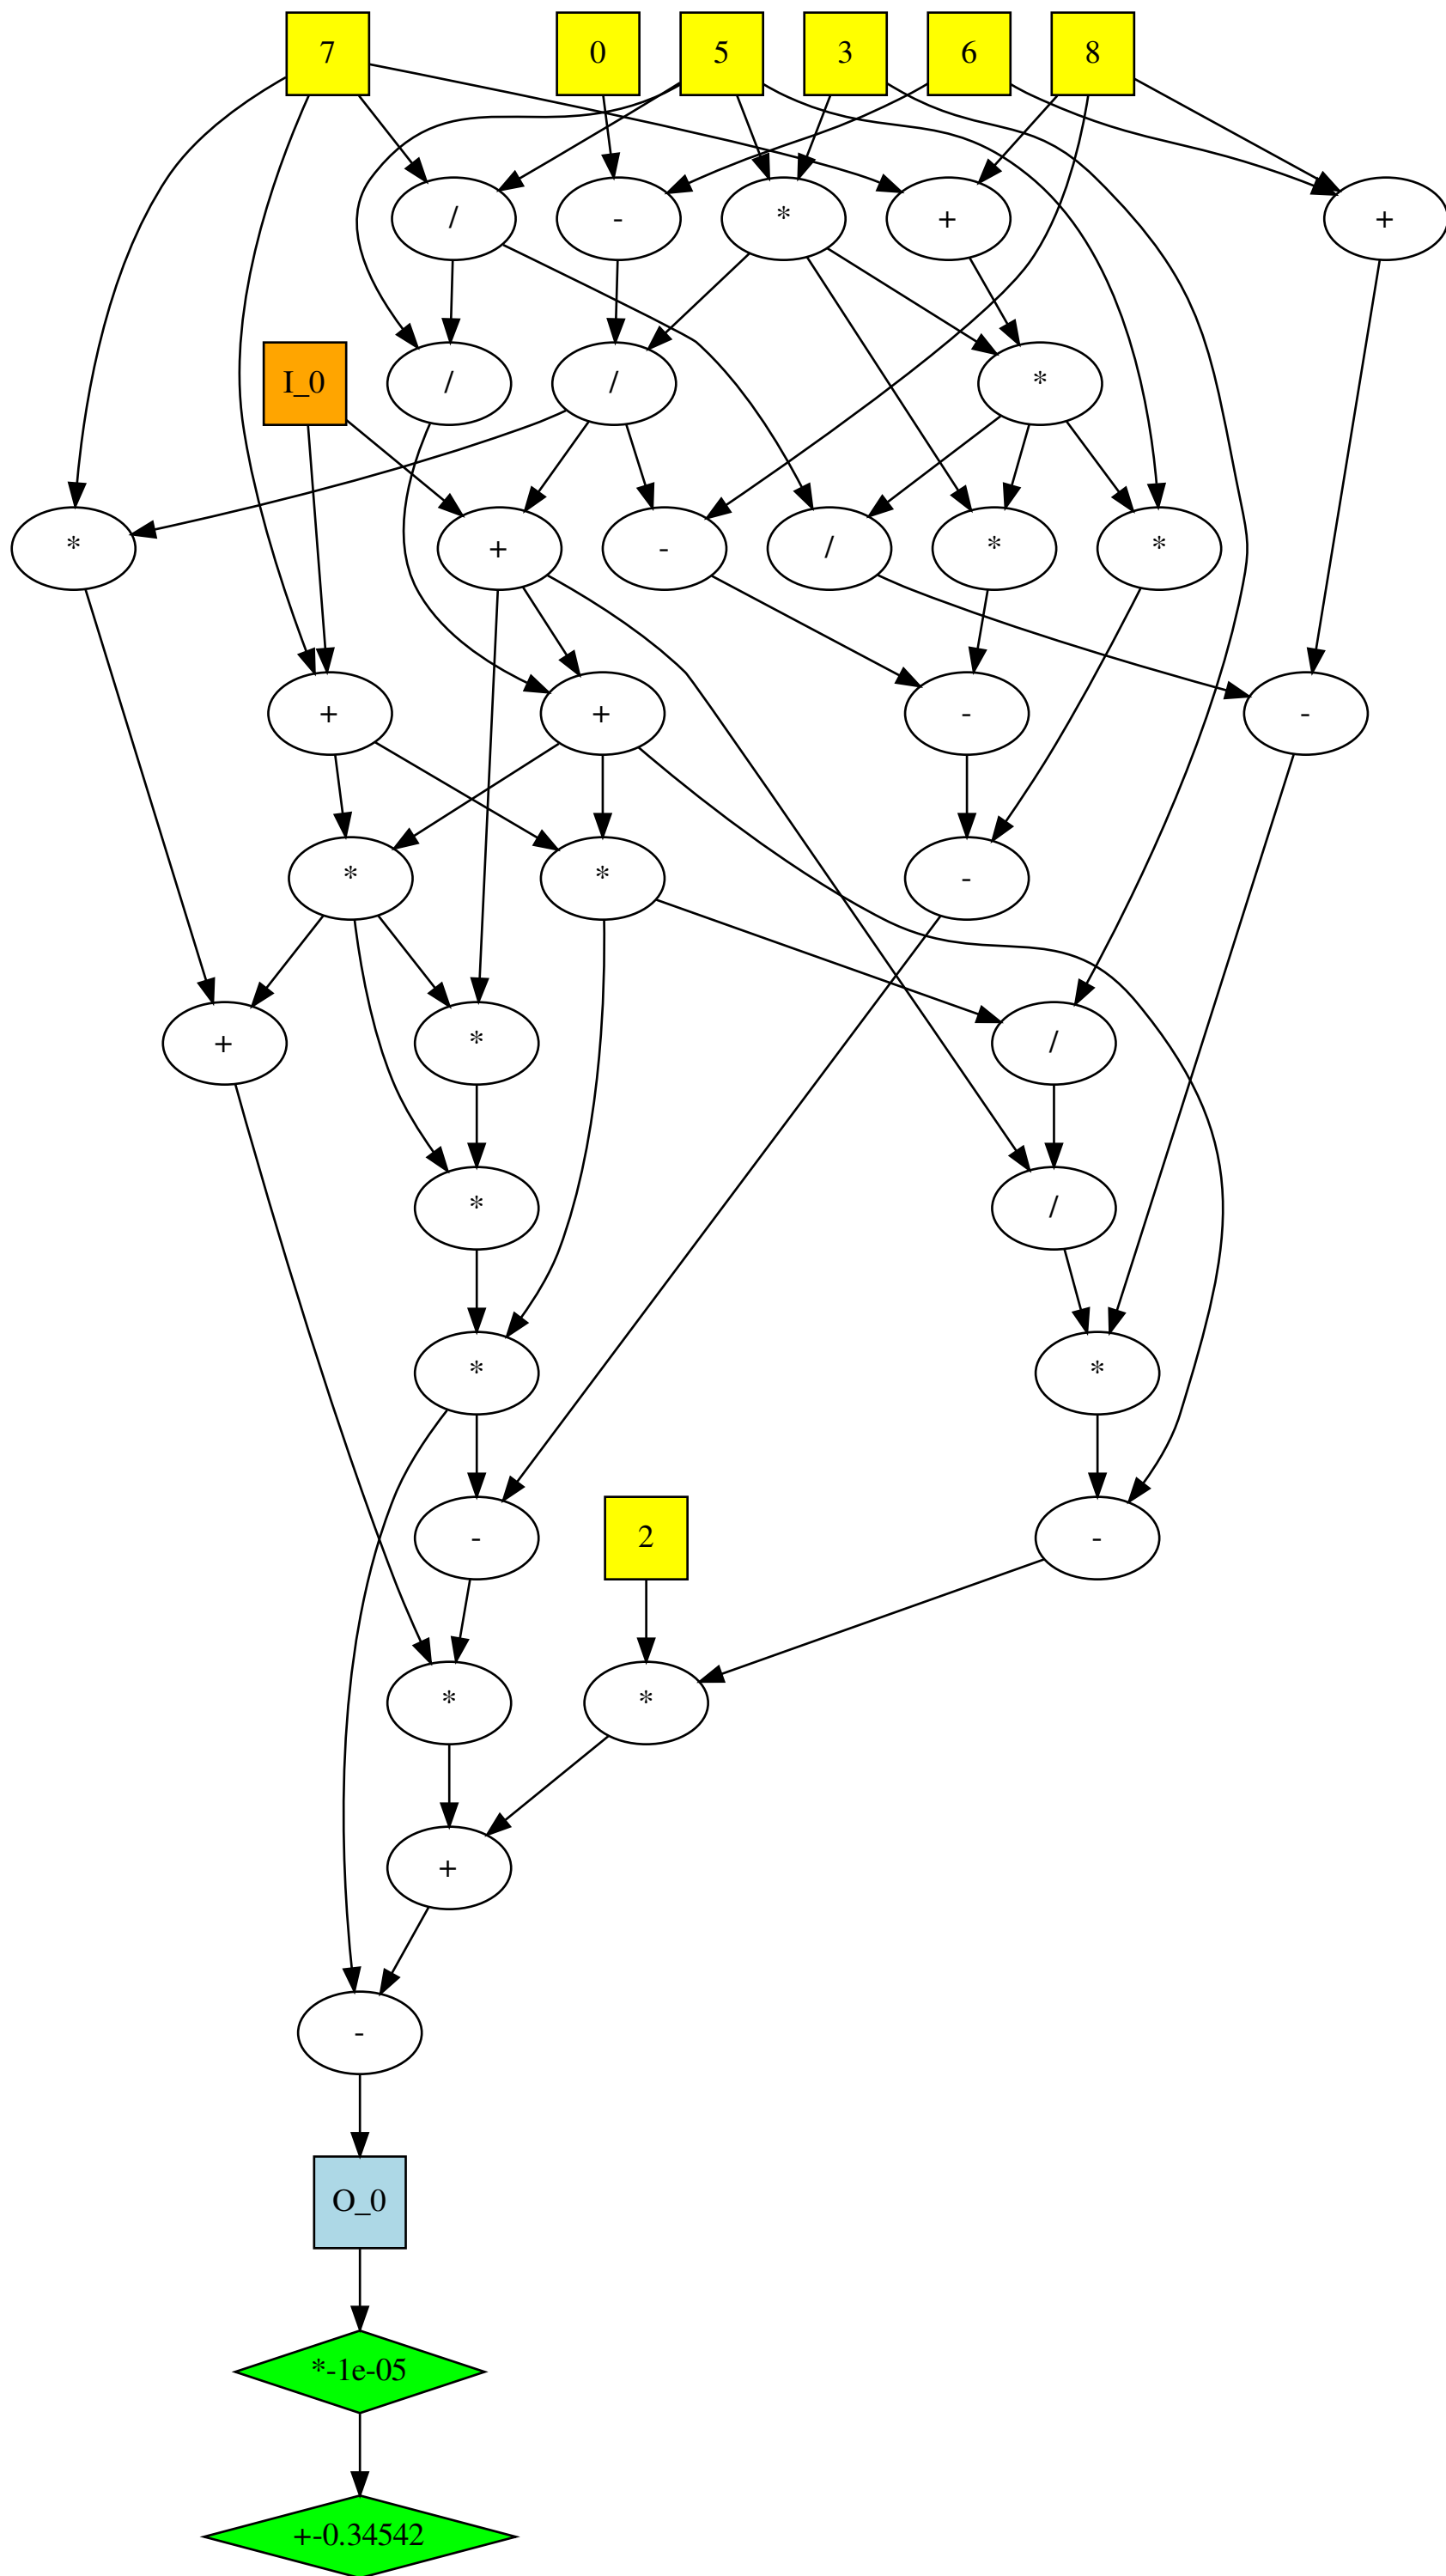 7 0 5 3 6 8
/ - * + +
I_0 / / *
* + - / * *
+ + - -
* * -
+ * /
* /
* *
- 2 -
* *
+
-
O_0
*-1e-05
+-0.34542